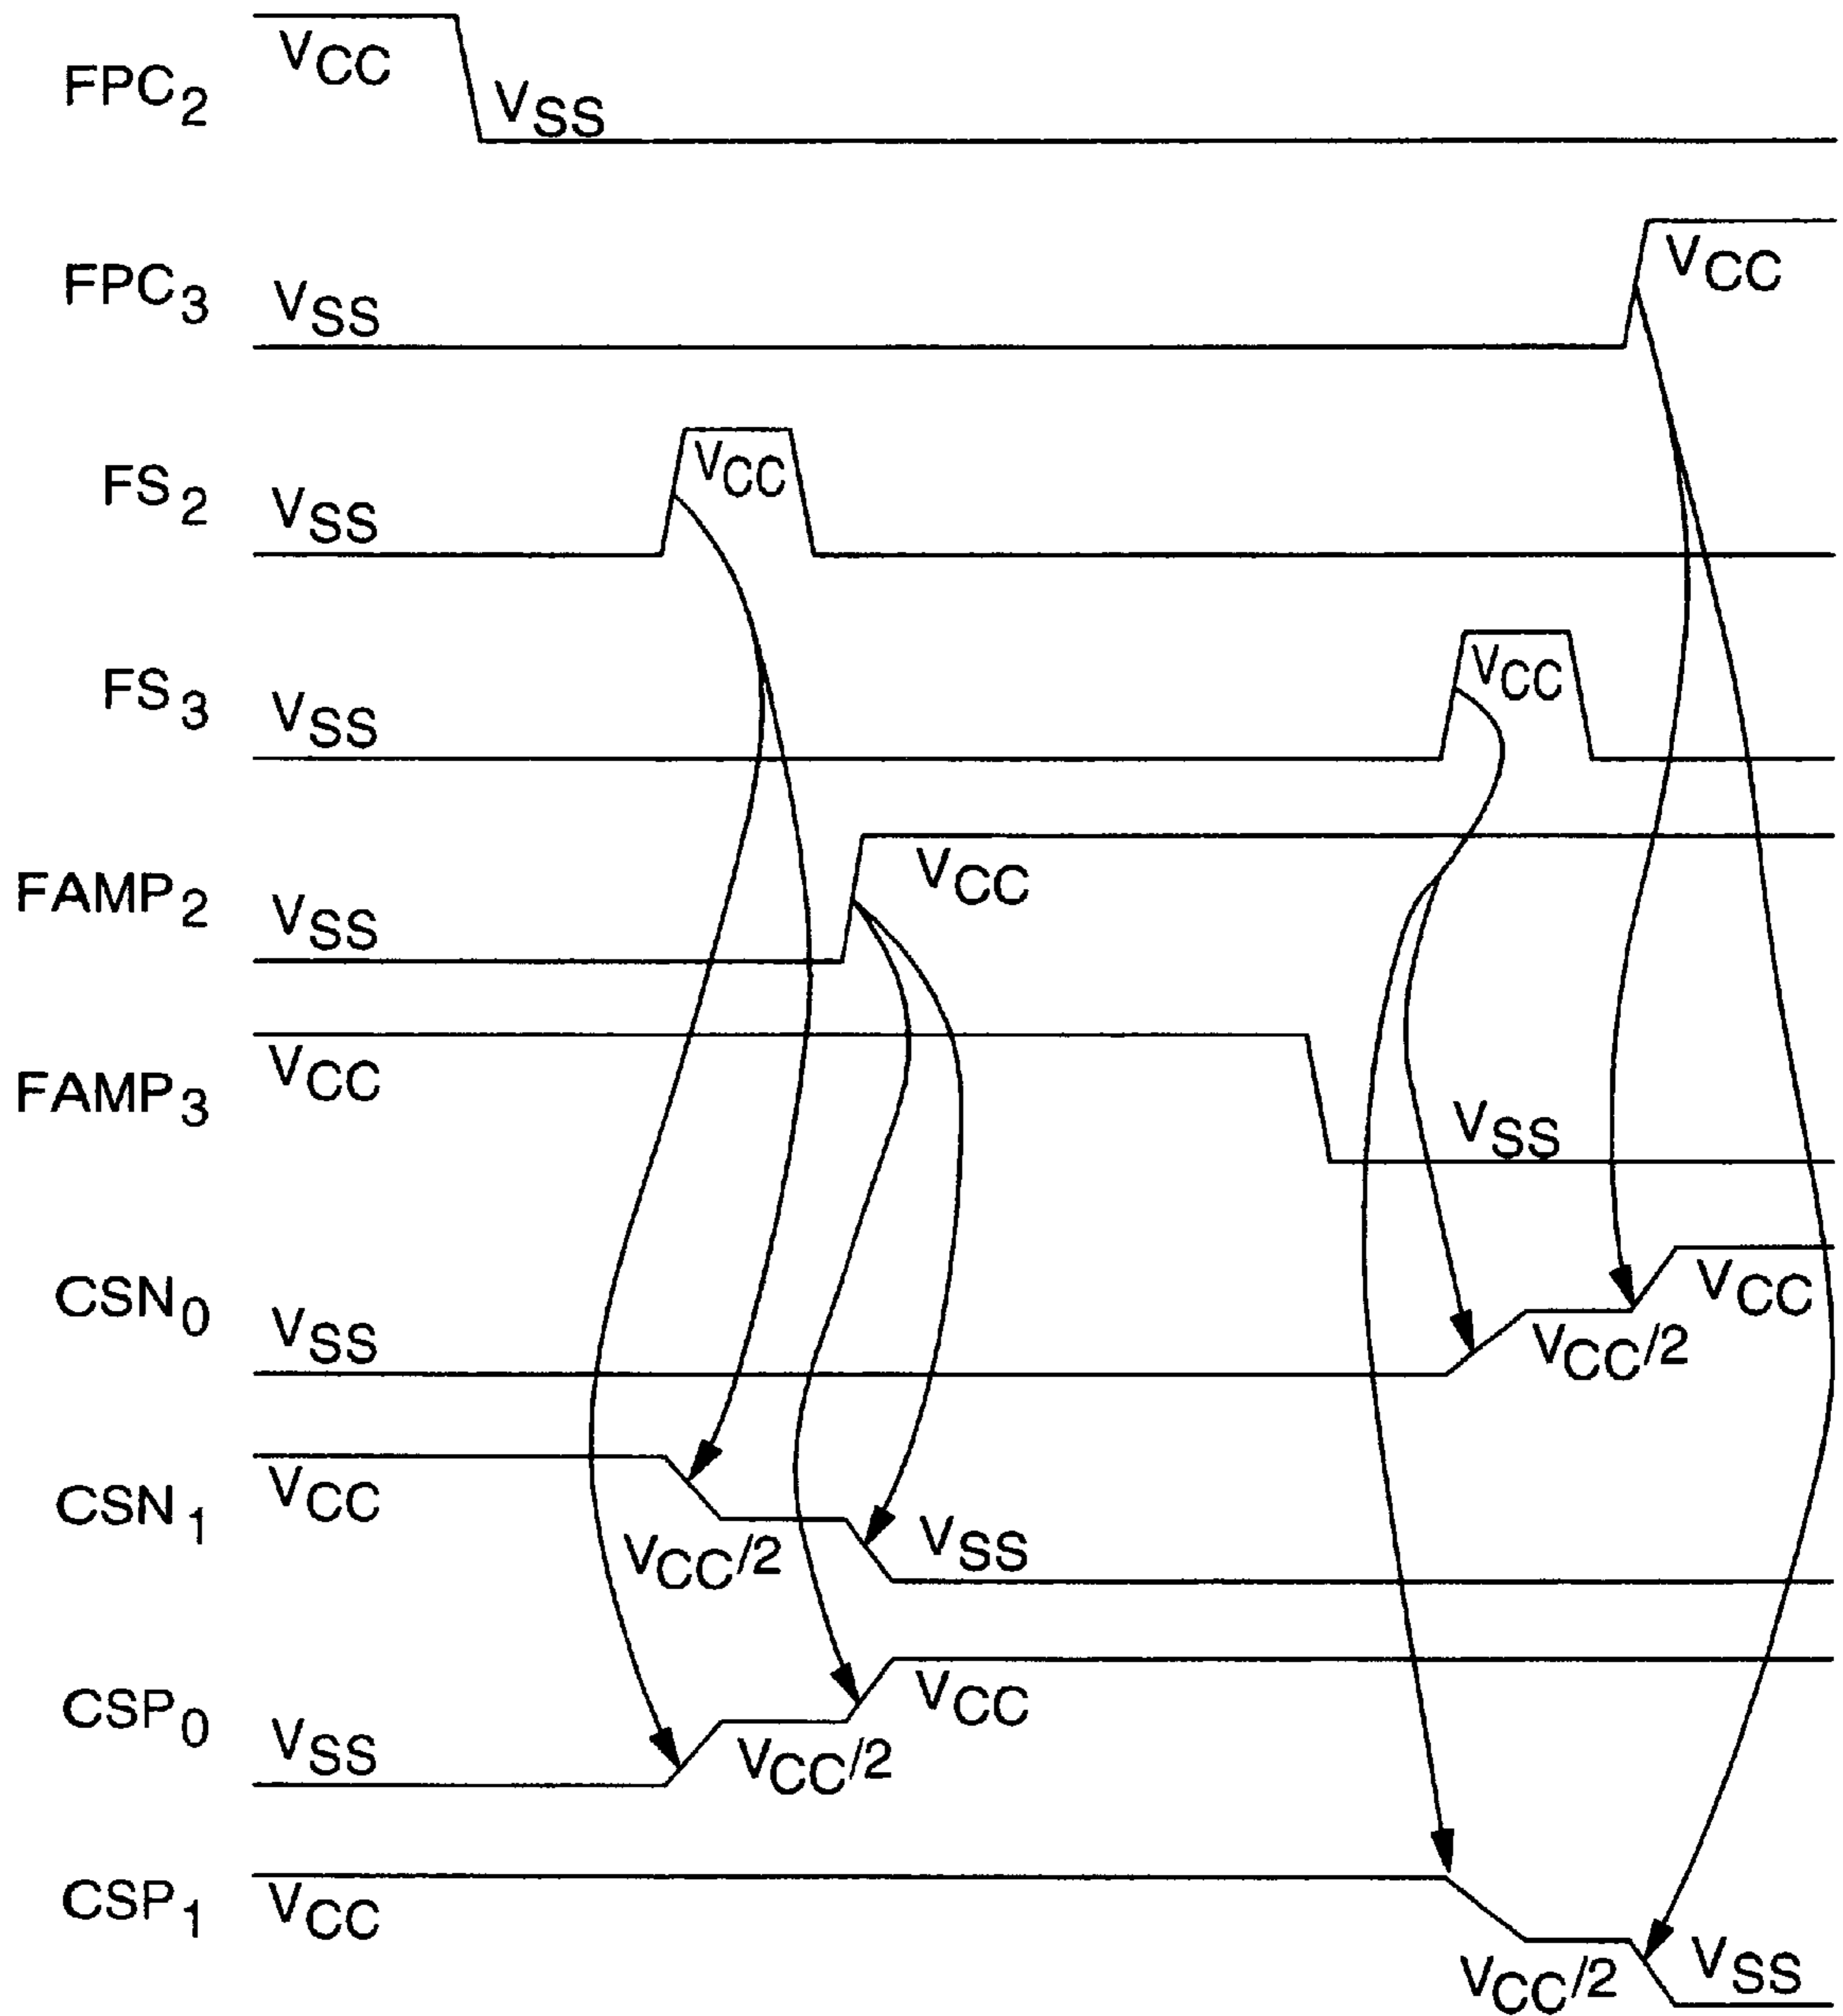 FPC2 VCC VSS
FPC3 VSS VCC
FS2 VSS VCC
FS3 VSS VCC
FAMP2 VSS VCC
FAMP3 VCC VSS
CSN0 VSS VCC/2 VCC
CSN1 VCC VCC/2 VSS
CSP0 VSS VCC/2 VCC
CSP1 VCC VCC/2 VSS